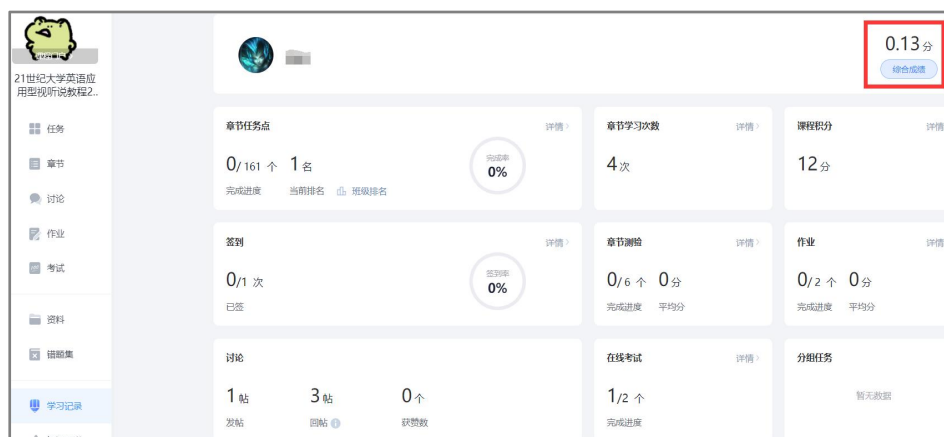 0.13 分
综合成绩
21世纪大学英语应
用型视听说教程2..
任务
章节
讨论
作业
考试
资料
错题集
学习记录
章节任务点 详情 >
0/ 161 个 1 名
完成进度 当前排名 班级排名
完成率
0%
章节学习次数 详情 >
4 次
课程积分 详情
12 分
签到 详情 >
0/1 次
已签
签到率
0%
章节测验 详情 >
0/ 6 个 0 分
完成进度 平均分
作业 详情
0/ 2 个 0 分
完成进度 平均分
讨论
1 帖 3 帖 0 个
发帖 回帖 获赞数
在线考试 详情 >
1/2 个
完成进度
分组任务
暂无数据